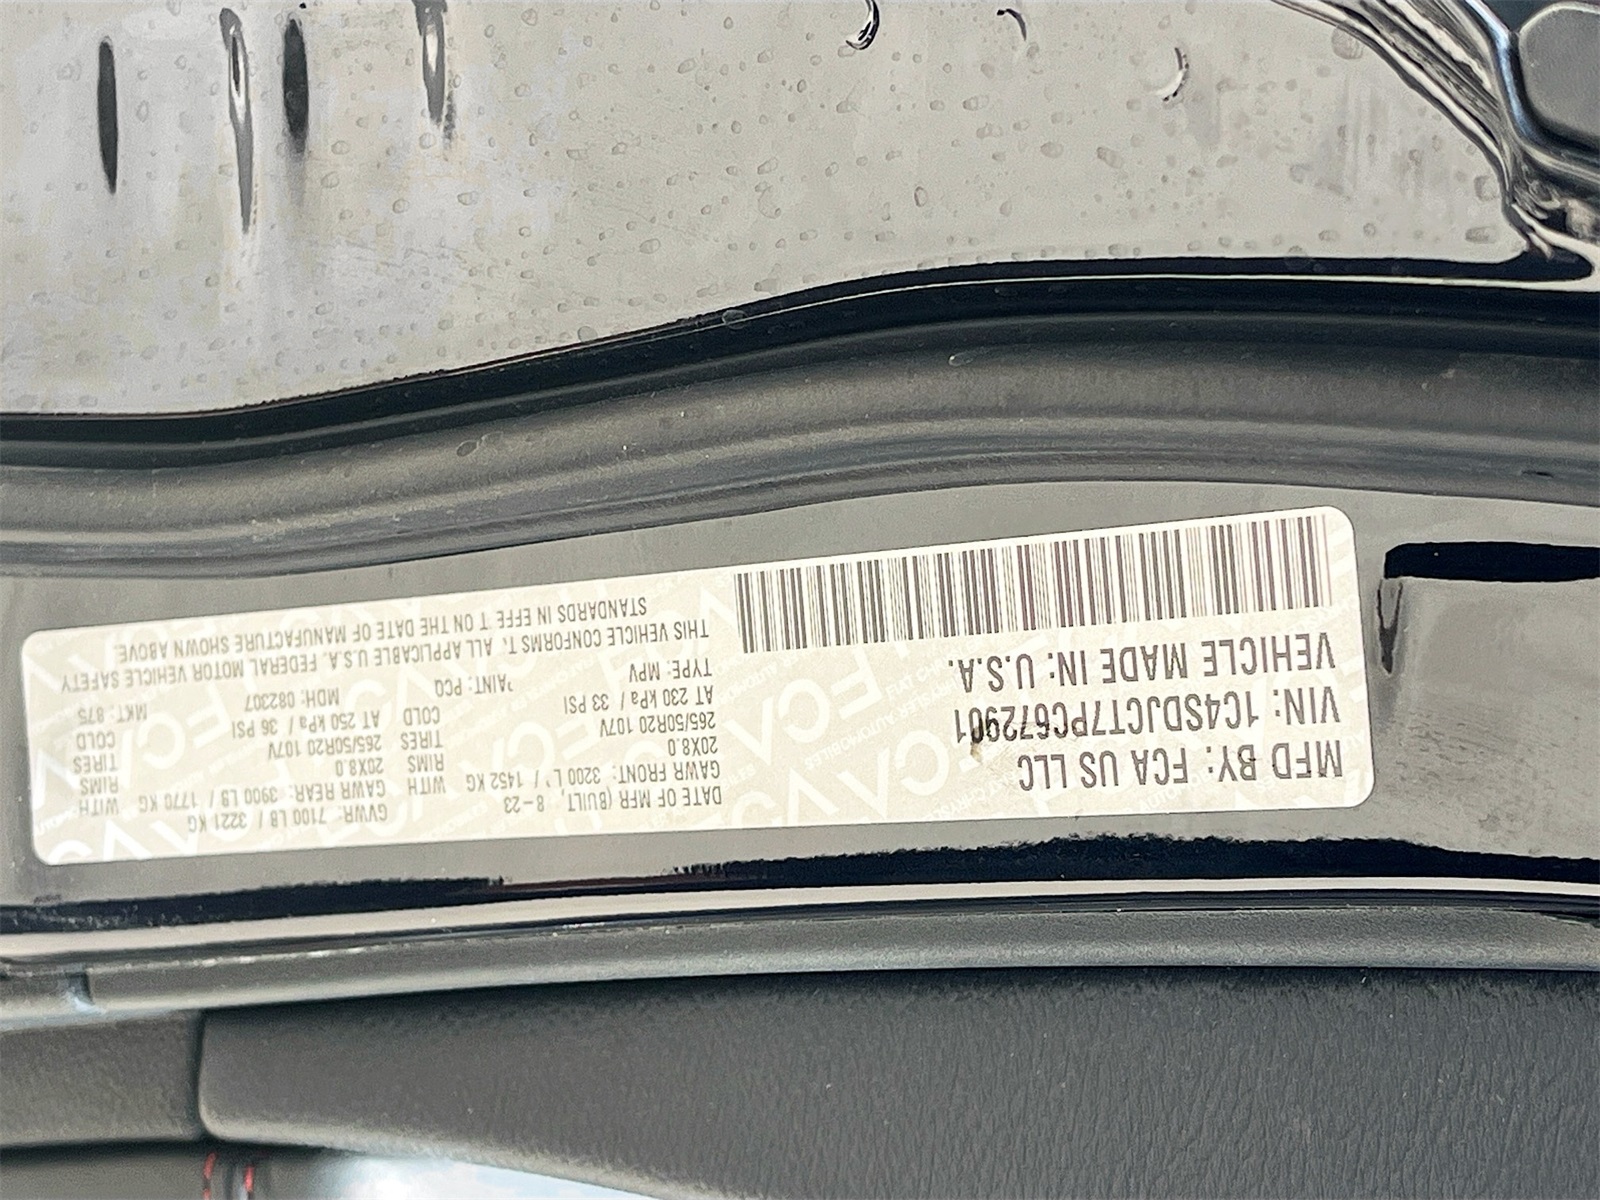 MFD BY: FCA US LLC
VIN: 1C4SDJCT7PC672901
VEHICLE MADE IN: U.S.A.
DATE OF MFR (BUILT, 8-23
GVWR: 7100 LB / 3221 KG
GAWR FRONT: 3200 L / 1452 KG WITH
20X8.0 RIMS
265/50R20 107V TIRES
AT 230 kPa / 33 PSI COLD
GAWR REAR: 3900 LB / 1770 KG WITH
20X8.0 RIMS
265/50R20 107V TIRES
AT 250 kPa / 36 PSI COLD
TYPE: MPV
AINT: PCQ
MDH: 082307
MKT: 875
THIS VEHICLE CONFORMS T. ALL APPLICABLE U.S.A. FEDERAL MOTOR VEHICLE SAFETY
STANDARDS IN EFFE T ON THE DATE OF MANUFACTURE SHOWN ABOVE.